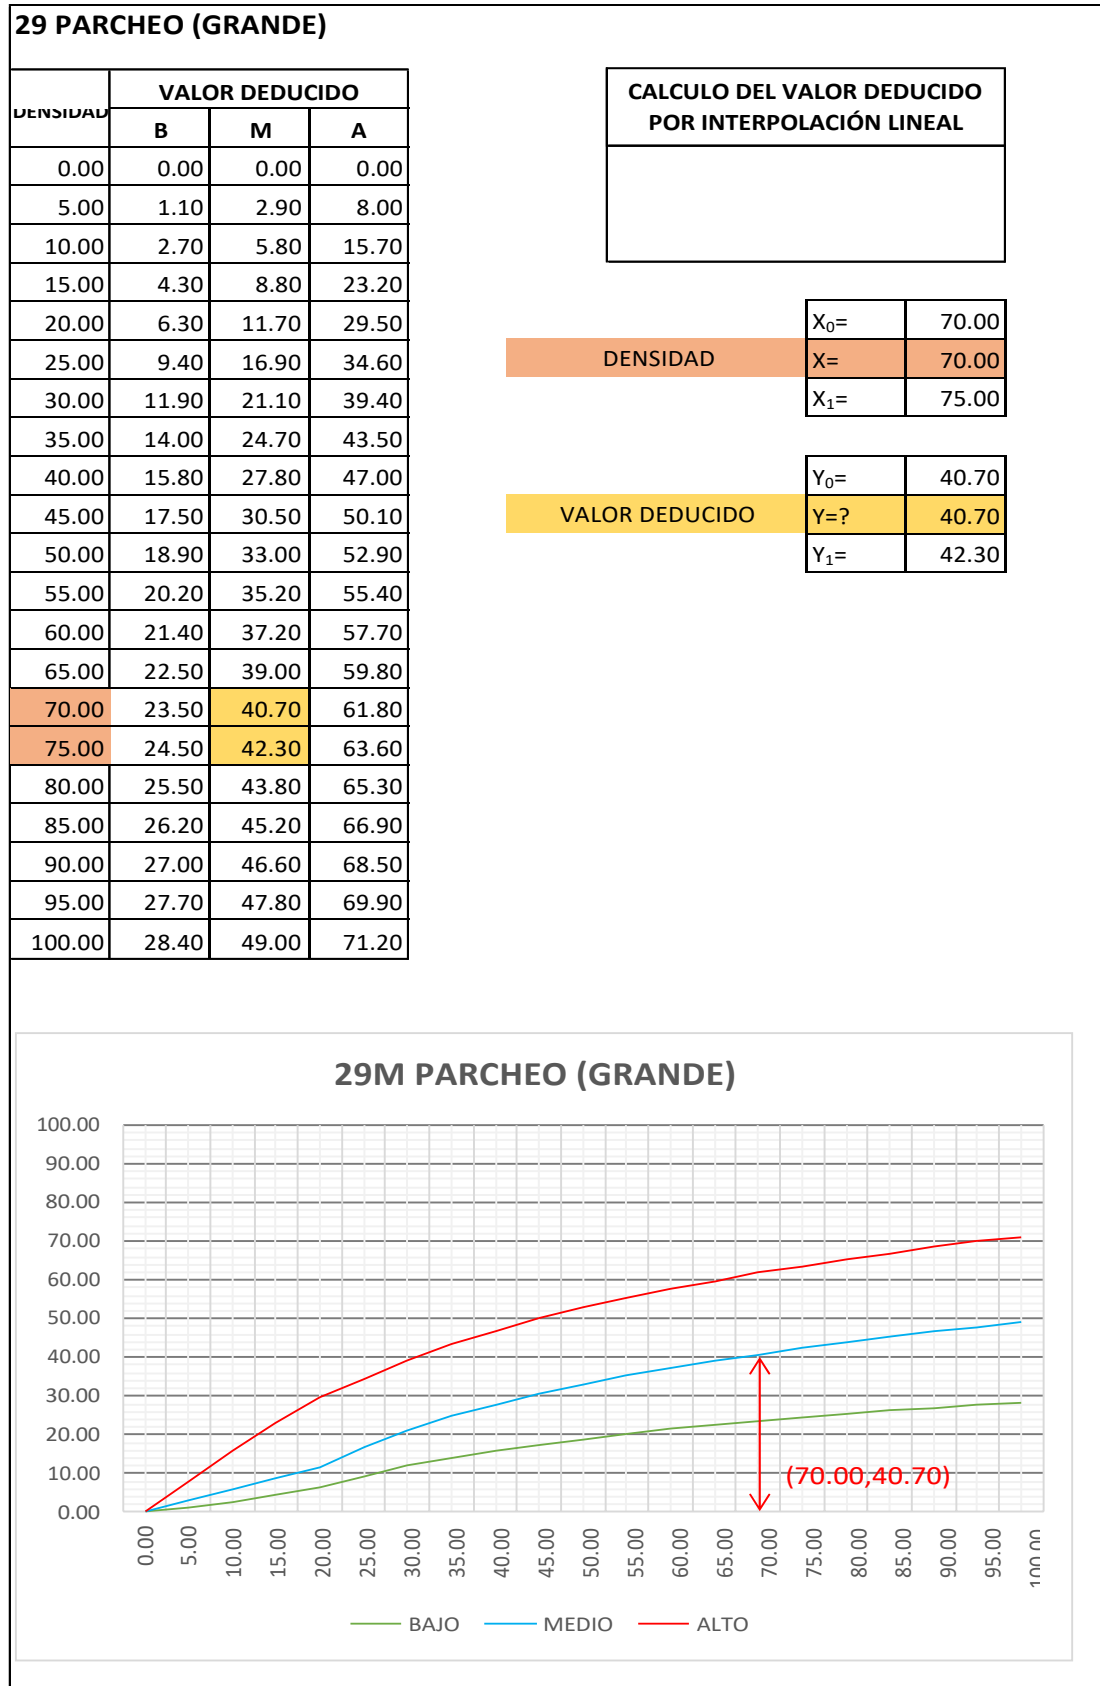 29 PARCHEO (GRANDE)
DENSIDAD VALOR DEDUCIDO
B M A
0.00 0.00 0.00 0.00
5.00 1.10 2.90 8.00
10.00 2.70 5.80 15.70
15.00 4.30 8.80 23.20
20.00 6.30 11.70 29.50
25.00 9.40 16.90 34.60
30.00 11.90 21.10 39.40
35.00 14.00 24.70 43.50
40.00 15.80 27.80 47.00
45.00 17.50 30.50 50.10
50.00 18.90 33.00 52.90
55.00 20.20 35.20 55.40
60.00 21.40 37.20 57.70
65.00 22.50 39.00 59.80
70.00 23.50 40.70 61.80
75.00 24.50 42.30 63.60
80.00 25.50 43.80 65.30
85.00 26.20 45.20 66.90
90.00 27.00 46.60 68.50
95.00 27.70 47.80 69.90
100.00 28.40 49.00 71.20
CALCULO DEL VALOR DEDUCIDO
POR INTERPOLACIÓN LINEAL
X₀= 70.00
DENSIDAD X= 70.00
X₁= 75.00
Y₀= 40.70
VALOR DEDUCIDO Y=? 40.70
Y₁= 42.30
29M PARCHEO (GRANDE)
100.00
90.00
80.00
70.00
60.00
50.00
40.00
30.00
20.00
10.00
0.00
(70.00,40.70)
0.00 5.00 10.00 15.00 20.00 25.00 30.00 35.00 40.00 45.00 50.00 55.00 60.00 65.00 70.00 75.00 80.00 85.00 90.00 95.00 100.00
BAJO MEDIO ALTO